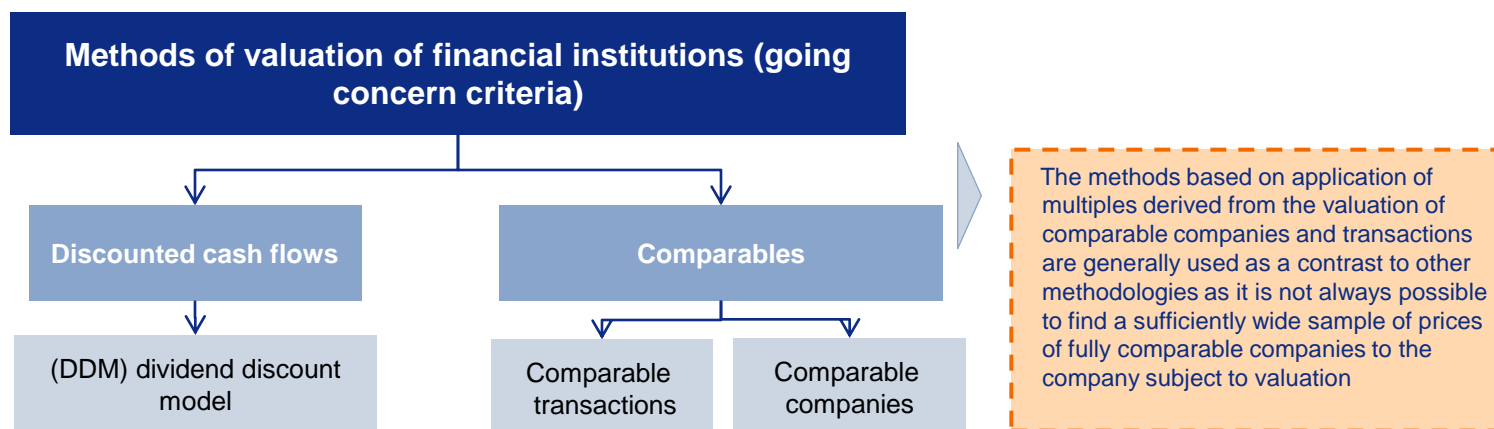 Methods of valuation of financial institutions (going
concern criteria)
Discounted cash flows
Comparables
(DDM) dividend discount
model
Comparable
transactions
Comparable
companies
The methods based on application of
multiples derived from the valuation of
comparable companies and transactions
are generally used as a contrast to other
methodologies as it is not always possible
to find a sufficiently wide sample of prices
of fully comparable companies to the
company subject to valuation